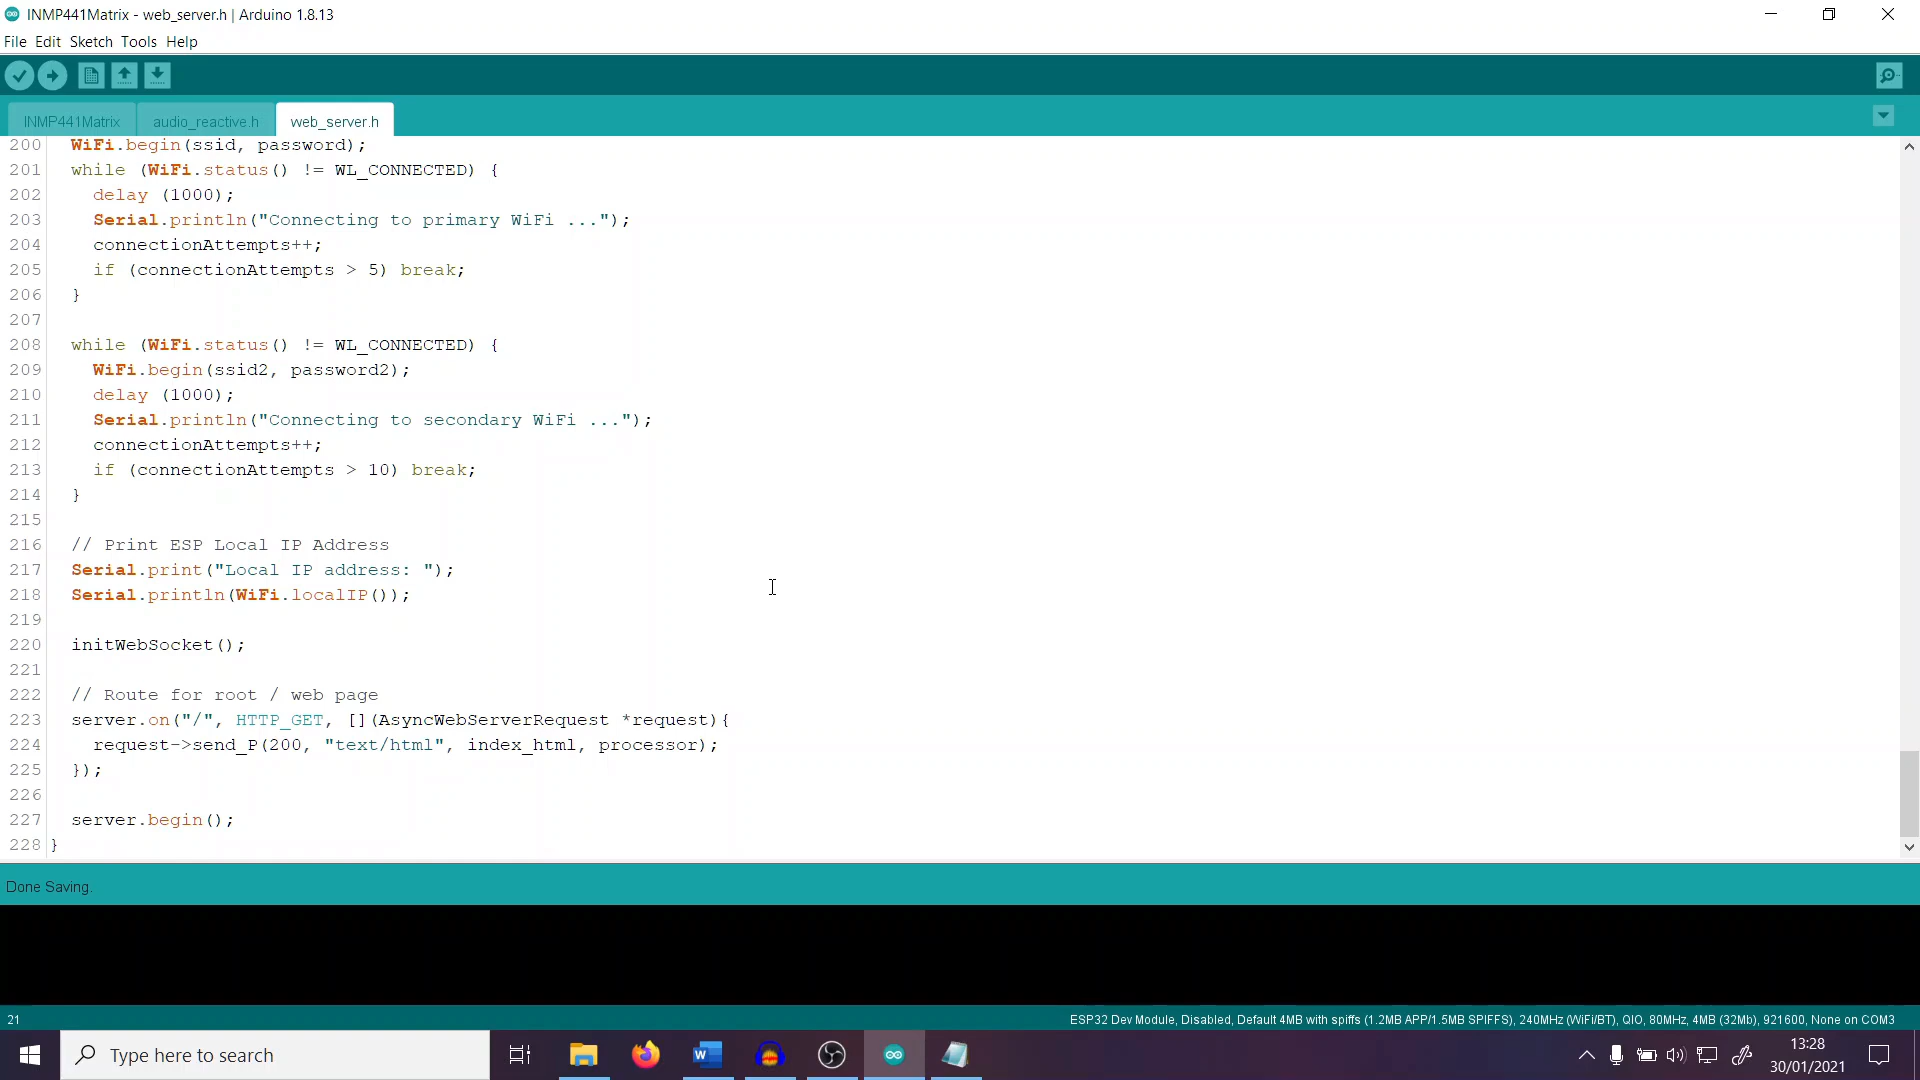 INMP441Matrix - web_server.h | Arduino 1.8.13
File Edit Sketch Tools Help
INMP441Matrix audio_reactive.h web_server.h
200 WiFi.begin(ssid, password);
201 while (WiFi.status() != WL_CONNECTED) {
202 delay (1000);
203 Serial.println("Connecting to primary WiFi ...");
204 connectionAttempts++;
205 if (connectionAttempts > 5) break;
206 }
207
208 while (WiFi.status() != WL_CONNECTED) {
209 WiFi.begin(ssid2, password2);
210 delay (1000);
211 Serial.println("Connecting to secondary WiFi ...");
212 connectionAttempts++;
213 if (connectionAttempts > 10) break;
214 }
215
216 // Print ESP Local IP Address
217 Serial.print("Local IP address: ");
218 Serial.println(WiFi.localIP());
219
220 initWebSocket();
221
222 // Route for root / web page
223 server.on("/", HTTP_GET, [](AsyncWebServerRequest *request){
224 request->send_P(200, "text/html", index_html, processor);
225 });
226
227 server.begin();
228 }
Done Saving.
21 ESP32 Dev Module, Disabled, Default 4MB with spiffs (1.2MB APP/1.5MB SPIFFS), 240MHz (WiFi/BT), QIO, 80MHz, 4MB (32Mb), 921600, None on COM3
Type here to search
13:28
30/01/2021